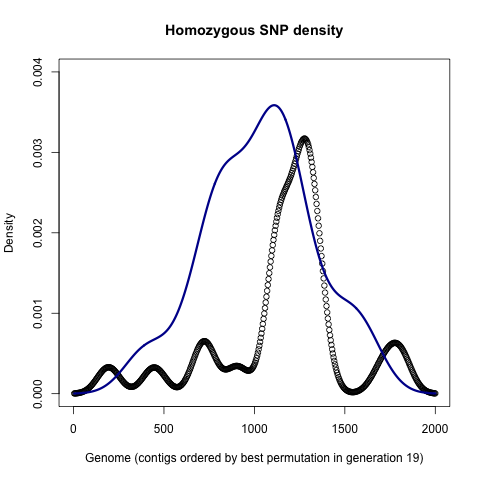 Homozygous SNP density
0.004
0.003
0.002
0.001
0.000
Density
0 500 1000 1500 2000
Genome (contigs ordered by best permutation in generation 19)